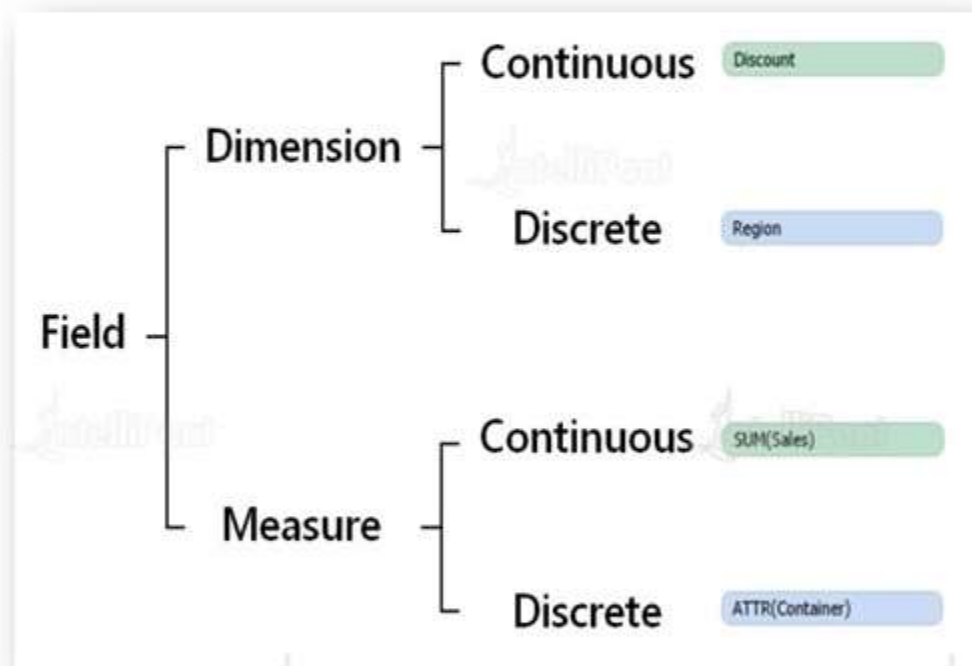 Continuous Discount
Dimension
Discrete Region
Field
Continuous SUM(Sales)
Measure
Discrete ATTR(Container)